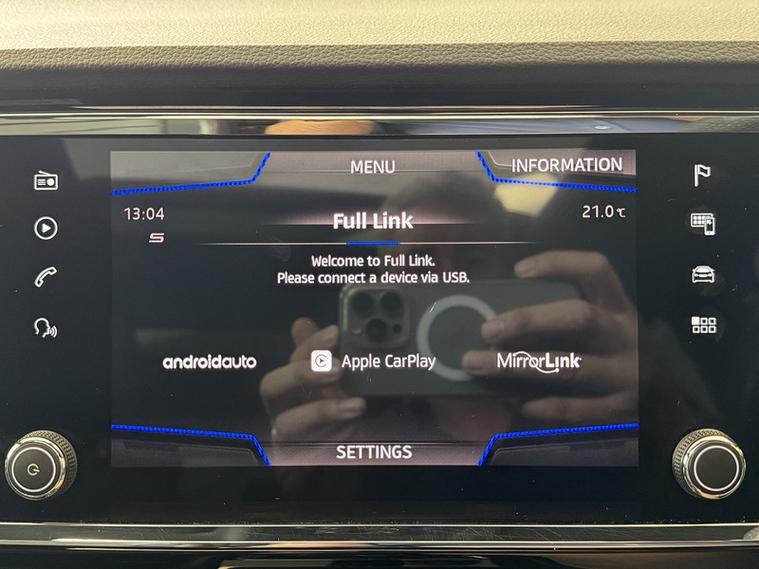 MENU
INFORMATION
13:04
21.0℃
Full Link
Welcome to Full Link.
Please connect a device via USB.
androidauto
Apple CarPlay
MirrorLink
SETTINGS